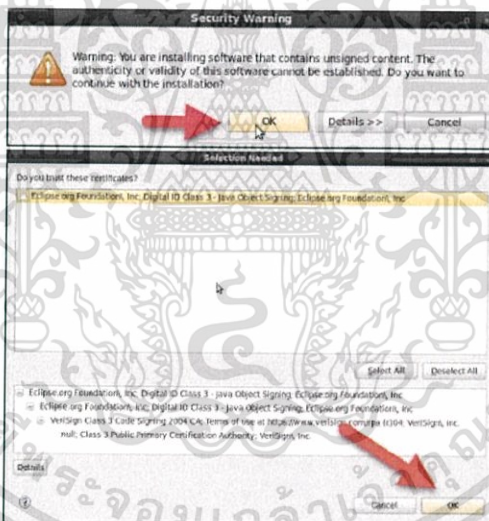 Security Warning
Warning: You are installing software that contains unsigned content. The
authenticity or validity of this software cannot be established. Do you want to
continue with the installation?
OK Details >> Cancel
Selection Needed
Do you trust these certificates?
Eclipse.org Foundation, Inc; Digital ID Class 3 - Java Object Signing; Eclipse.org Foundation, Inc
Select All Deselect All
Eclipse.org Foundation, Inc; Digital ID Class 3 - Java Object Signing; Eclipse.org Foundation, Inc
Eclipse.org Foundation, Inc; Digital ID Class 3 - Java Object Signing; Eclipse.org Foundation, Inc
VeriSign Class 3 Code Signing 2004 CA; Terms of use at https://www.verisign.com/rpa (c)04; VeriSign, Inc.
null; Class 3 Public Primary Certification Authority; VeriSign, Inc.
Details
Cancel OK